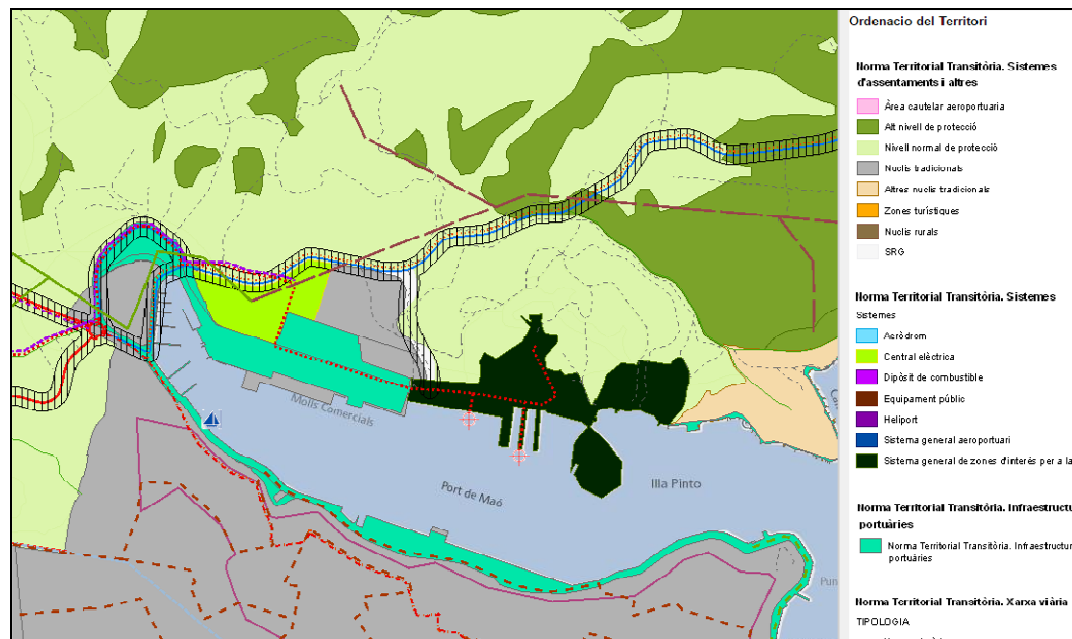 Ordenacio del Territori
Norma Territorial Transitòria. Sistemes
d'assentaments i altres
Àrea cautelar aeroportuaria
Alt nivell de protecció
Nivell normal de protecció
Nuclis tradicionals
Altres nuclis tradicionals
Zones turístiques
Nuclis rurals
SRG
Norma Territorial Transitòria. Sistemes
Sistemes
Aeròdrom
Central elèctrica
Dipòsit de combustible
Equipament públic
Heliport
Sistema general aeroportuari
Sistema general de zones d'interés per a la
Norma Territorial Transitòria. Infraestructu
portuàries
Norma Territorial Transitòria. Infraestructur
portuàries
Norma Territorial Transitòria. Xarxa viària
TIPOLOGIA
Molls Comercials
Port de Maó
Illa Pinto
Pun